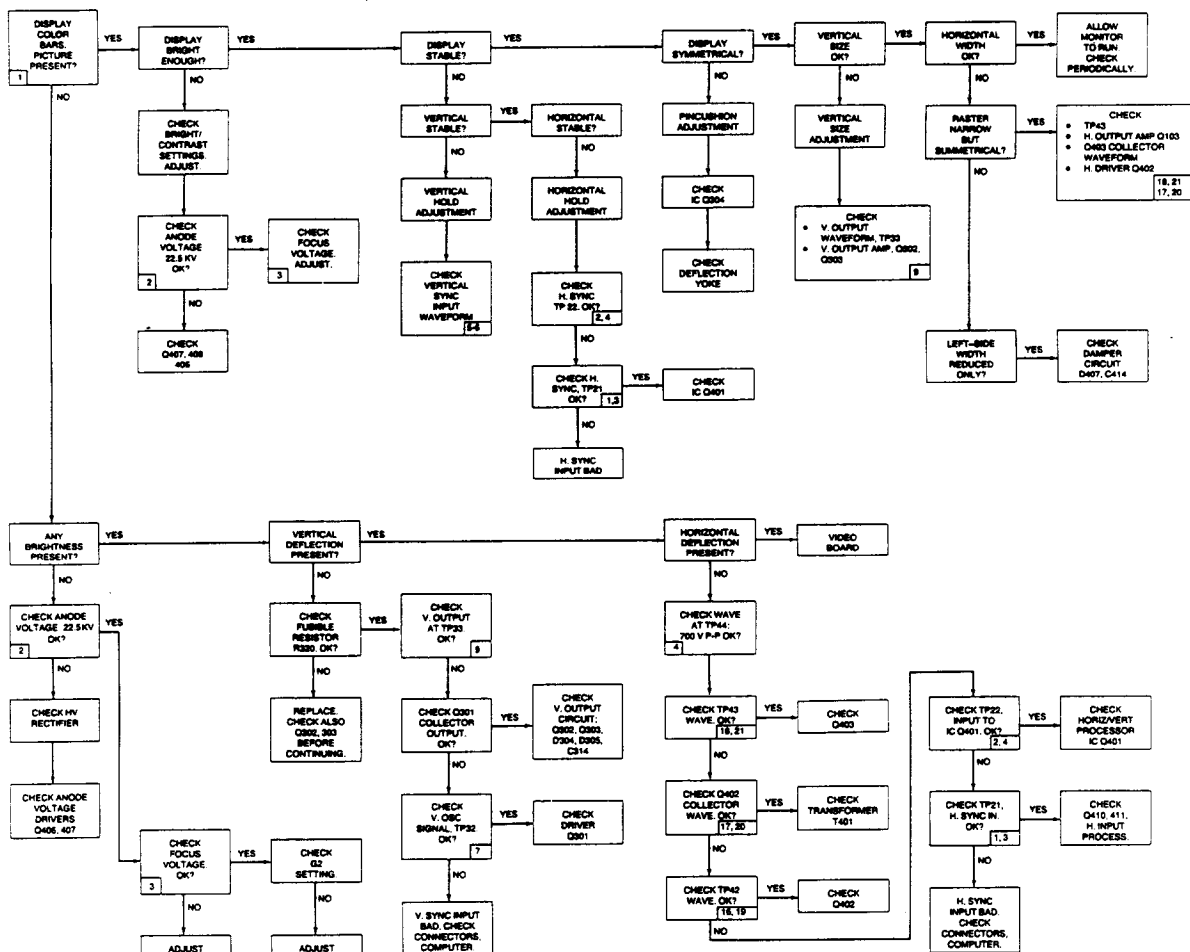 DISPLAY
COLOR
BARS.
PICTURE
PRESENT?
1
YES
NO
DISPLAY
BRIGHT
ENOUGH?
YES
NO
CHECK
BRIGHT/
CONTRAST
SETTINGS.
ADJUST.
CHECK
ANODE
VOLTAGE
22.5 KV
OK?
2
YES
NO
CHECK
FOCUS
VOLTAGE.
ADJUST.
3
CHECK
Q407, 408
406
DISPLAY
STABLE?
YES
NO
VERTICAL
STABLE?
YES
NO
VERTICAL
HOLD
ADJUSTMENT
CHECK
VERTICAL
SYNC
INPUT
WAVEFORM
HORIZONTAL
STABLE?
NO
HORIZONTAL
HOLD
ADJUSTMENT
CHECK
H. SYNC
TP 22. OK?
2, 4
NO
CHECK H.
SYNC, TP21
OK?
1,3
YES
NO
CHECK
IC Q401
H. SYNC
INPUT BAD
DISPLAY
SYMMETRICAL?
YES
NO
PINCUSHION
ADJUSTMENT
CHECK
IC Q304
CHECK
DEFLECTION
YOKE
VERTICAL
SIZE
OK?
YES
NO
VERTICAL
SIZE
ADJUSTMENT
CHECK
• V. OUTPUT
WAVEFORM, TP33
• V. OUTPUT AMP, Q302,
Q303
9
HORIZONTAL
WIDTH
OK?
YES
NO
ALLOW
MONITOR
TO RUN
CHECK
PERIODICALLY.
RASTER
NARROW
BUT
SUMMETRICAL?
YES
NO
CHECK
• TP43
• H. OUTPUT AMP Q103
• Q403 COLLECTOR
WAVEFORM
• H. DRIVER Q402
18, 21
17, 20
LEFT-SIDE
WIDTH
REDUCED
ONLY?
YES
CHECK
DAMPER
CIRCUIT
D407, C414
ANY
BRIGHTNESS
PRESENT?
YES
NO
CHECK ANODE
VOLTAGE 22.5KV
OK?
2
YES
NO
CHECK HV
RECTIFIER
CHECK ANODE
VOLTAGE
DRIVERS
Q406, 407
CHECK
FOCUS
VOLTAGE.
OK?
3
YES
NO
ADJUST
CHECK
G2
SETTING.
NO
ADJUST
VERTICAL
DEFLECTION
PRESENT?
YES
NO
CHECK
FUSIBLE
RESISTOR
R320. OK?
YES
NO
REPLACE.
CHECK ALSO
Q302, 303
BEFORE
CONTINUING.
CHECK
V. OUTPUT
AT TP33
OK?
9
NO
CHECK Q301
COLLECTOR
OUTPUT.
OK?
YES
NO
CHECK
V. OUTPUT
CIRCUIT;
Q302, Q303,
D304, D305,
C314
CHECK
V. OSC
SIGNAL, TP32.
OK?
7
YES
CHECK
DRIVER
Q301
V. SYNC INPUT
BAD. CHECK
CONNECTORS,
COMPUTER
HORIZONTAL
DEFLECTION
PRESENT?
YES
NO
VIDEO
BOARD
CHECK WAVE
AT TP44;
700 V P-P OK?
4
NO
CHECK TP43
WAVE. OK?
18, 21
YES
NO
CHECK
Q403
CHECK Q402
COLLECTOR
WAVE. OK?
17, 20
YES
NO
CHECK
TRANSFORMER
T401
CHECK TP42
WAVE. OK?
16, 19
YES
NO
CHECK
Q402
CHECK TP22,
INPUT TO
IC Q401. OK?
2, 4
YES
NO
CHECK
HORIZ/VERT
PROCESSOR
IC Q401
CHECK TP21,
H. SYNC IN.
OK?
1, 3
YES
NO
CHECK
Q410, 411,
H. INPUT
PROCESS.
H. SYNC
INPUT BAD.
CHECK
CONNECTORS,
COMPUTER.